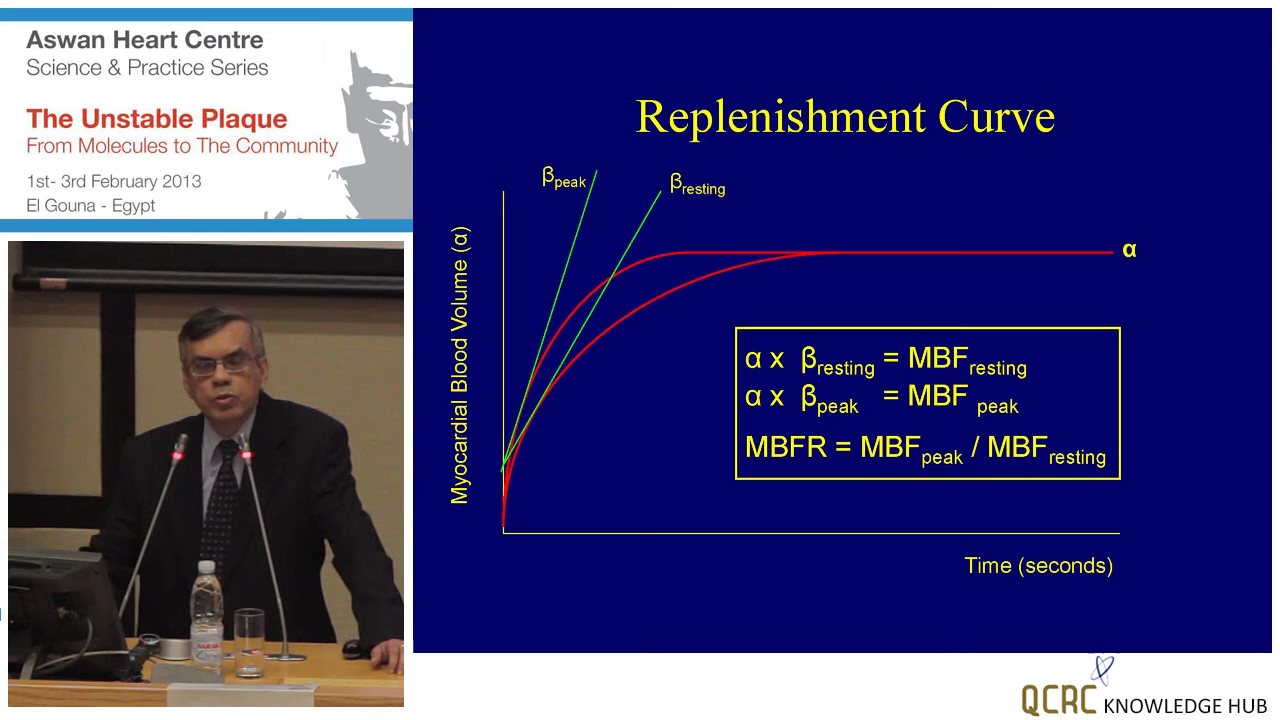 Aswan Heart Centre
Science & Practice Series
The Unstable Plaque
From Molecules to The Community
1st- 3rd February 2013
El Gouna - Egypt
Replenishment Curve
βpeak
βresting
α
Myocardial Blood Volume (α)
α x βresting = MBFresting
α x βpeak = MBF peak
MBFR = MBFpeak / MBFresting
Time (seconds)
QCRC KNOWLEDGE HUB